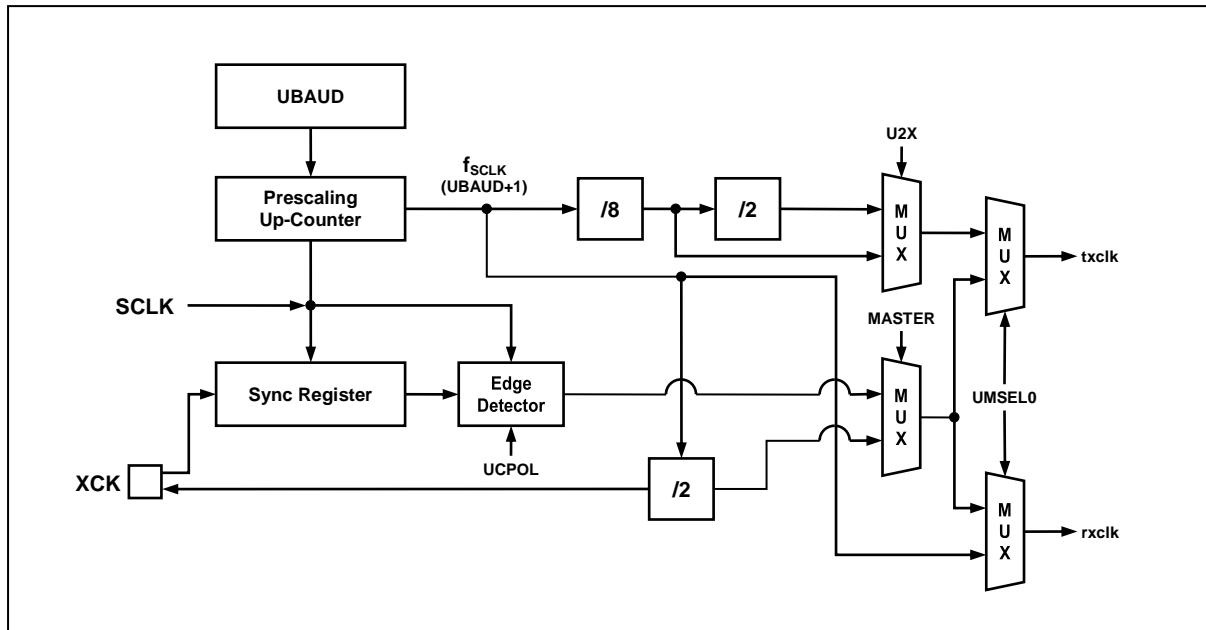 UBAUD
U2X
fSCLK
(UBAUD+1)
Prescaling
Up-Counter
/8
/2
M
U
X
M
U
X
txclk
SCLK
MASTER
Sync Register
Edge
Detector
M
U
X
UMSEL0
UCPOL
XCK
/2
M
U
X
rxclk